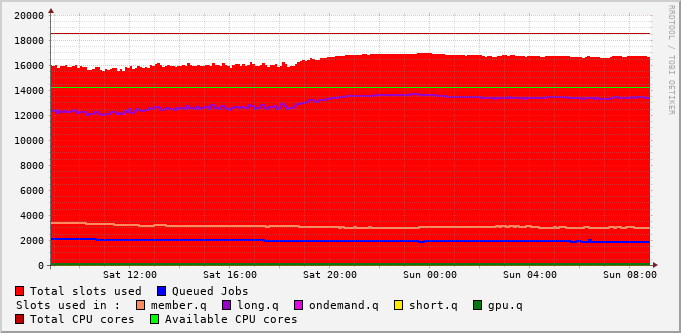 20000
18000
16000
14000
12000
10000
8000
6000
4000
2000
0
Sat 12:00 Sat 16:00 Sat 20:00 Sun 00:00 Sun 04:00 Sun 08:00
Total slots used Queued Jobs
Slots used in : member.q long.q ondemand.q short.q gpu.q
Total CPU cores Available CPU cores
RRDTOOL / TOBI OETIKER